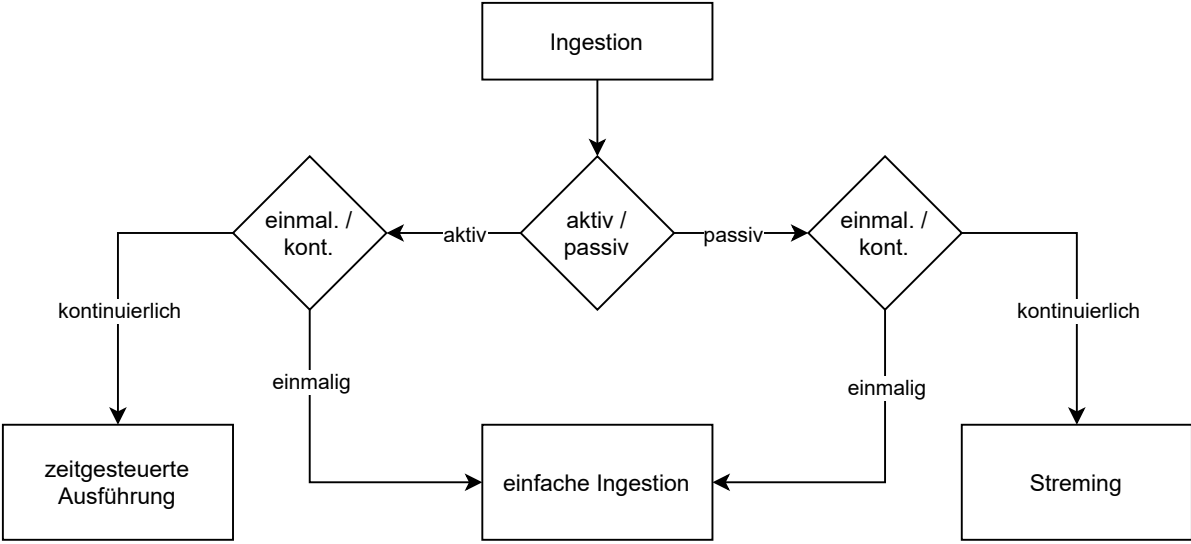 Ingestion
einmal. /
kont.
aktiv
aktiv /
passiv
passiv
einmal. /
kont.
kontinuierlich
kontinuierlich
einmalig
einmalig
zeitgesteuerte
Ausführung
einfache Ingestion
Streming